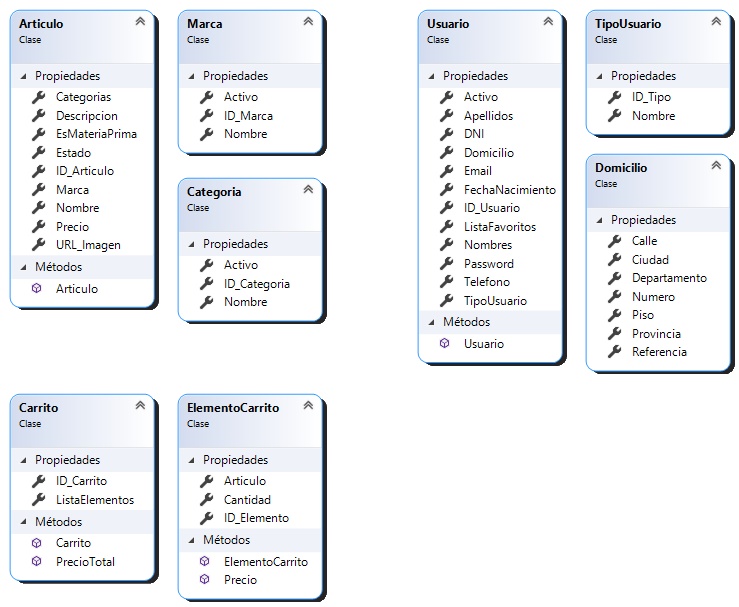 Articulo
Clase
Propiedades
Categorias
Descripcion
EsMateriaPrima
Estado
ID_Articulo
Marca
Nombre
Precio
URL_Imagen
Métodos
Articulo
Marca
Clase
Propiedades
Activo
ID_Marca
Nombre
Categoria
Clase
Propiedades
Activo
ID_Categoria
Nombre
Usuario
Clase
Propiedades
Activo
Apellidos
DNI
Domicilio
Email
FechaNacimiento
ID_Usuario
ListaFavoritos
Nombres
Password
Telefono
TipoUsuario
Métodos
Usuario
TipoUsuario
Clase
Propiedades
ID_Tipo
Nombre
Domicilio
Clase
Propiedades
Calle
Ciudad
Departamento
Numero
Piso
Provincia
Referencia
Carrito
Clase
Propiedades
ID_Carrito
ListaElementos
Métodos
Carrito
PrecioTotal
ElementoCarrito
Clase
Propiedades
Articulo
Cantidad
ID_Elemento
Métodos
ElementoCarrito
Precio